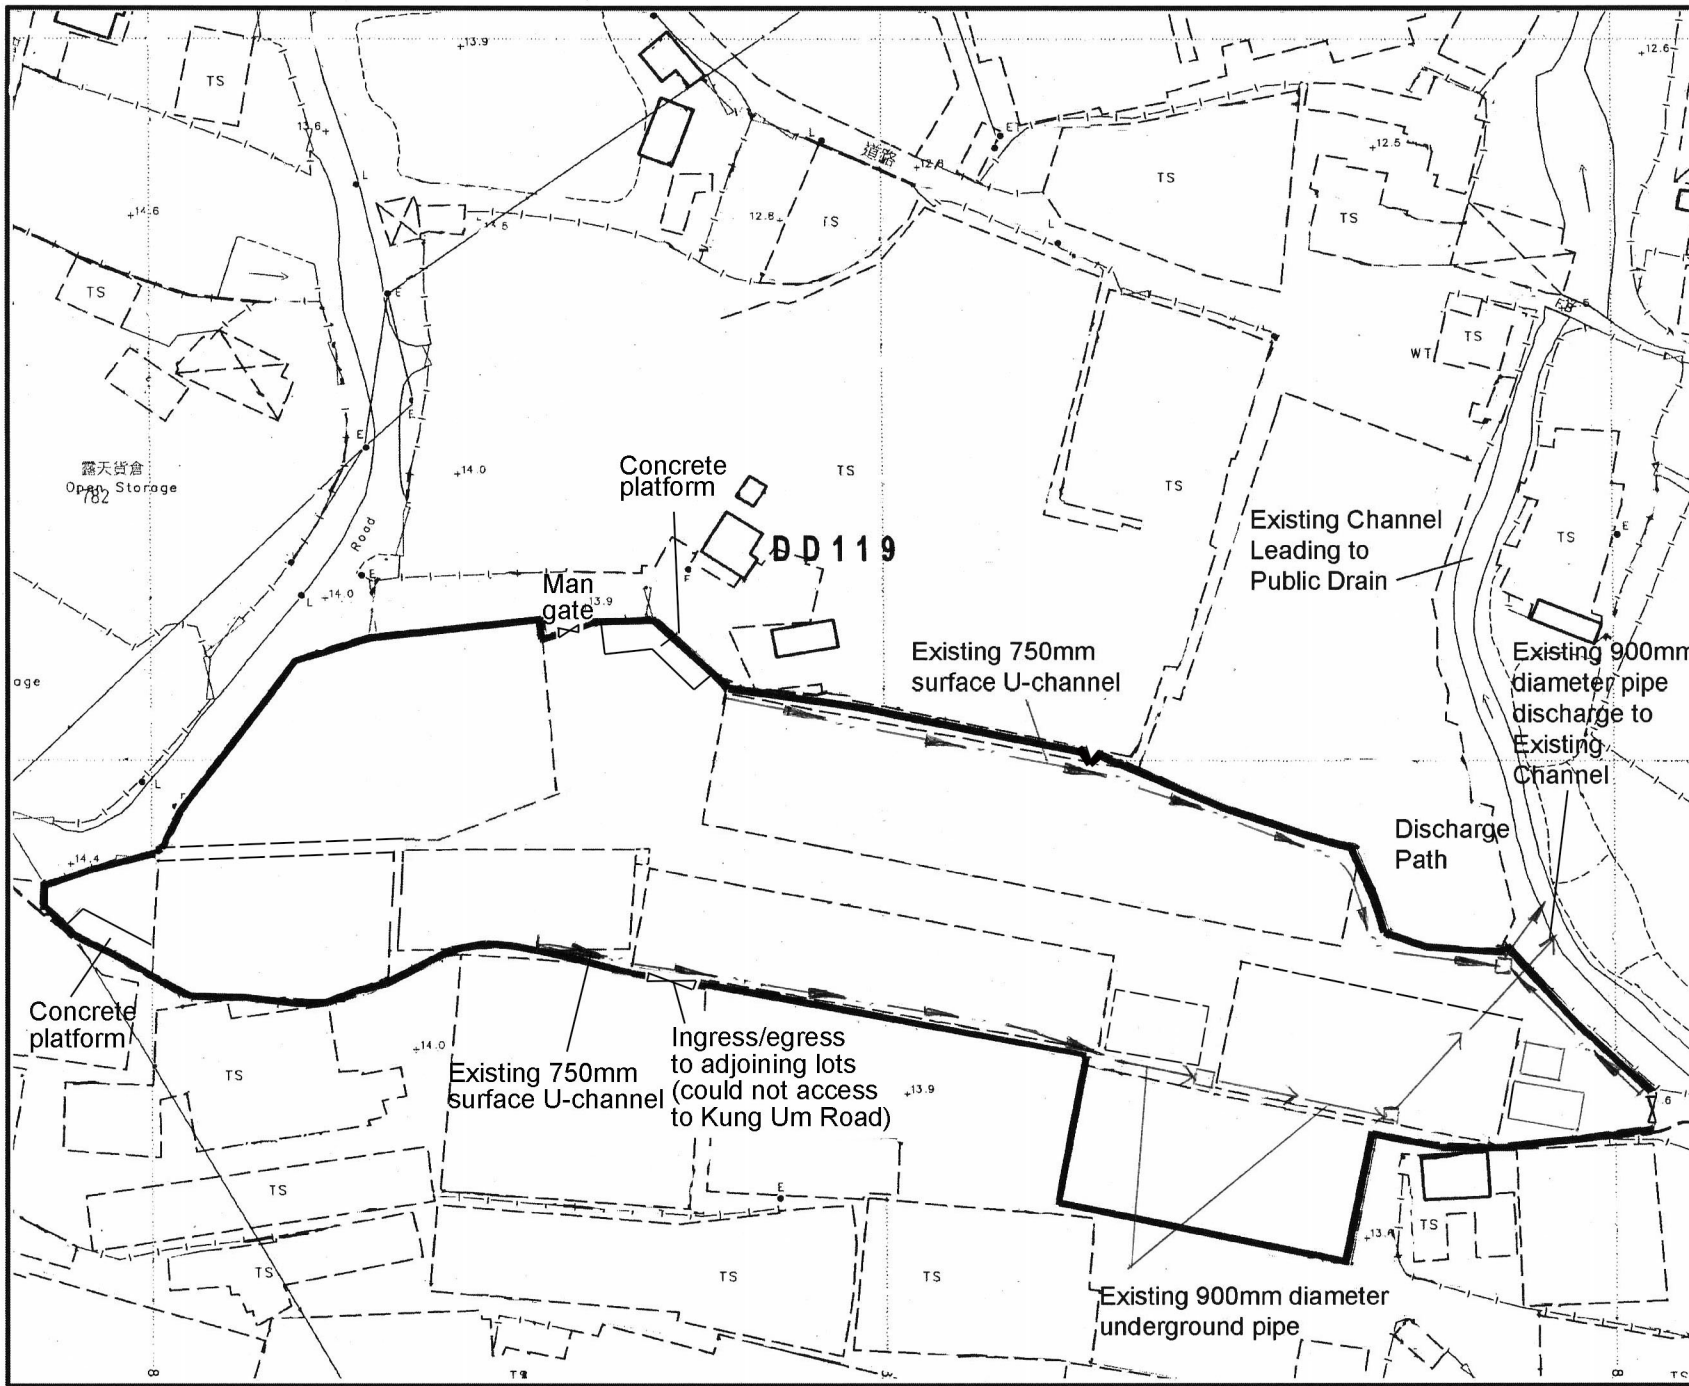 +13.9
+12.6
TS
13.6+
L
E
道路
+12.8
+12.5
TS
L
+14.6
12.8+
TS
TS
L
TS
E
TS
WT
E
E
露天貨倉
Open Storage
782
+14.0
Concrete
platform
TS
TS
Existing Channel
Leading to
Public Drain
TS
E
Road
DD119
E
E
Man
gate
13.9
L
+14.0
Existing 750mm
surface U-channel
Existing 900mm
diameter pipe
discharge to
Existing
Channel
age
L
Discharge
Path
+14.4
Concrete
platform
+14.0
TS
Existing 750mm
surface U-channel
Ingress/egress
to adjoining lots
(could not access
to Kung Um Road)
+13.9
.6
TS
E
TS
TS
TS
TS
Existing 900mm diameter
underground pipe